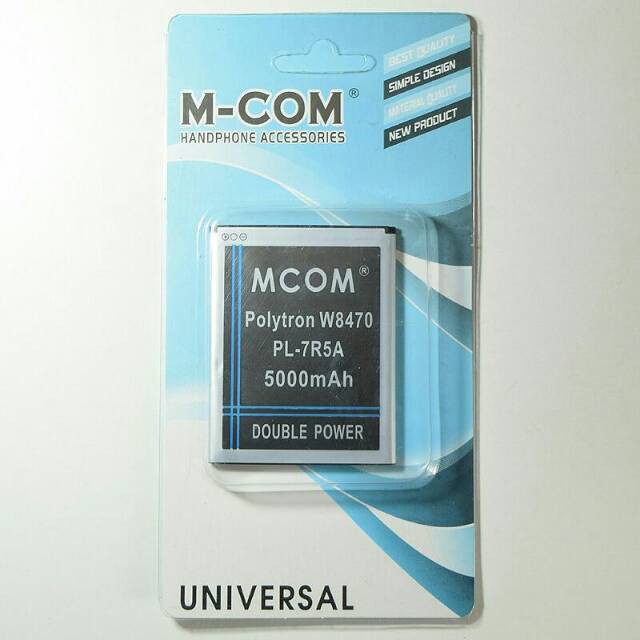 M-COM®
HANDPHONE ACCESSORIES
BEST QUALITY
SIMPLE DESIGN
MATERIAL QUALITY
NEW PRODUCT
MCOM®
Polytron W8470
PL-7R5A
5000mAh
DOUBLE POWER
UNIVERSAL